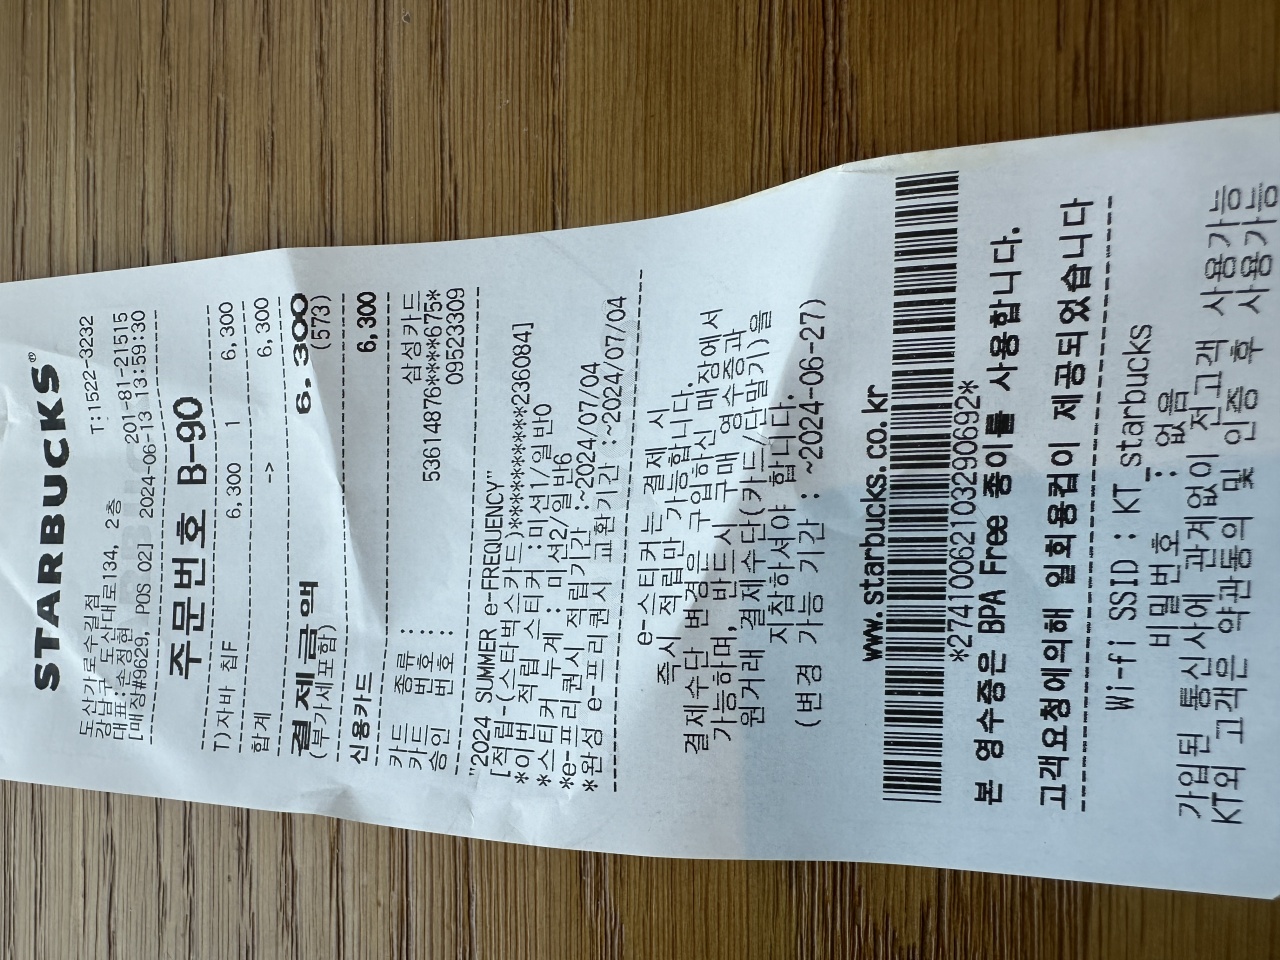 STARBUCKS®
도산가로수길점 T:1522-3232
강남구 도산대로134, 2층
대표:손정현 201-81-21515
[매장#9629, POS 02] 2024-06-13 13:59:30
주문번호 B-90
T)자바 칩F 6,300 1 6,300
합계 -> 6,300
결제금액 6,300
(부가세포함) (573)
신용카드 6,300
카드 종류 : 삼성카드
카드 번호 : 53614876****675*
승인 번호 : 09523309
"2024 SUMMER e-FREQUENCY"
[적립-(스타벅스카드)**********236084]
*이번 적립 스티커:미션1/일반0
*스티커 누계 :미션2/일반6
*e-프리퀀시 적립기간:~2024/07/04
*완성 e-프리퀀시 교환기간:~2024/07/04
e-스티커는 결제 시
즉시 적립만 가능합니다.
결제수단 변경은 구입하신 매장에서
가능하며, 반드시 구매 영수증과
원거래 결제수단(카드/단말기)을
지참하셔야 합니다.
(변경 가능 기간 : ~2024-06-27)
www.starbucks.co.kr
*27410062103290692*
본 영수증은 BPA Free 종이를 사용합니다.
고객요청에의해 일회용컵이 제공되었습니다
Wi-fi SSID : KT_starbucks
비밀번호 : 없음
가입된 통신사에 관계없이 전고객 사용가능
KT외 고객은 약관동의 및 인증 후 사용가능